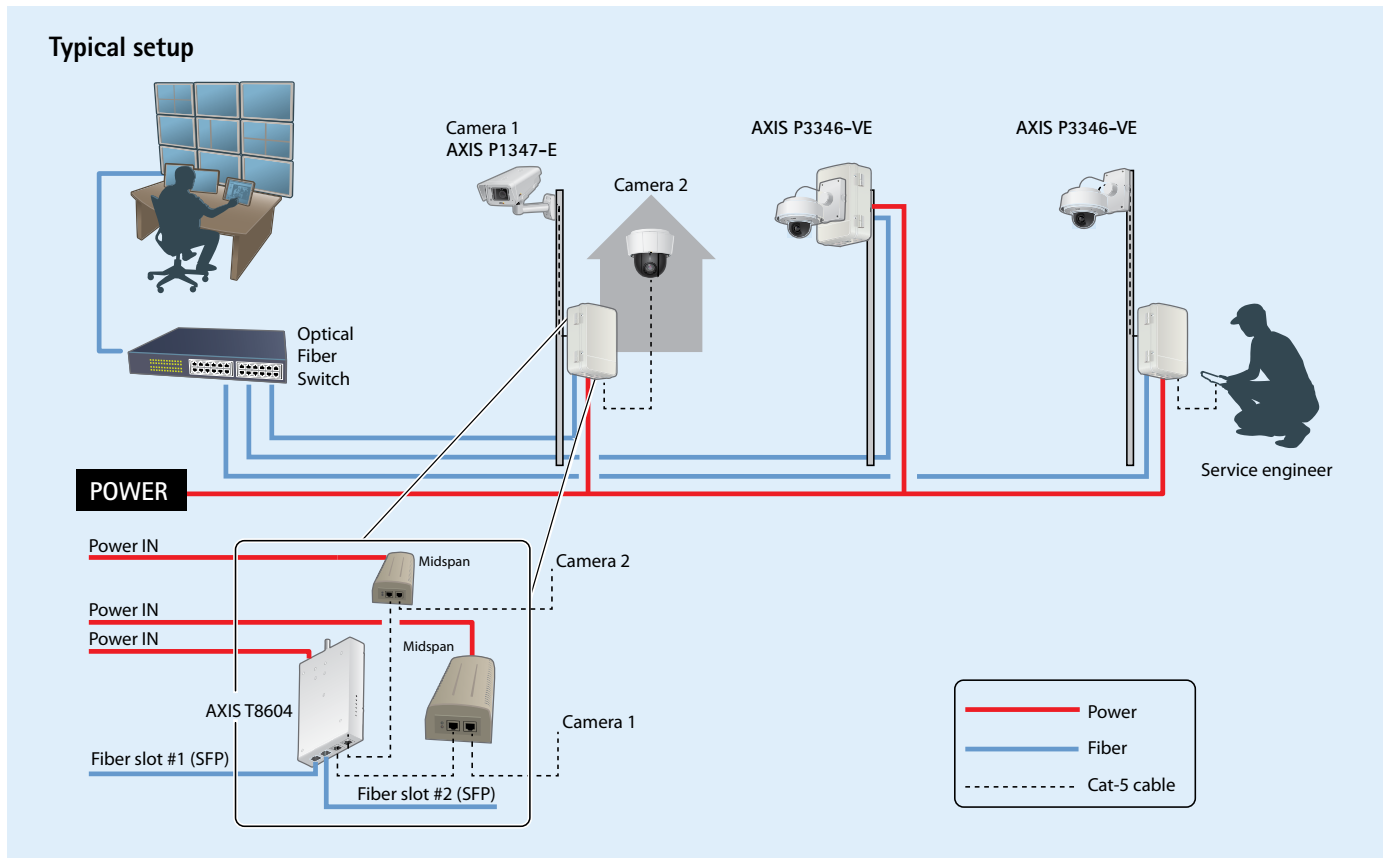 Typical setup
Camera 1
AXIS P1347-E
AXIS P3346-VE
AXIS P3346-VE
Camera 2
Optical
Fiber
Switch
Service engineer
POWER
Power IN
Midspan
Camera 2
Power IN
Power IN
Midspan
AXIS T8604
Camera 1
Fiber slot #1 (SFP)
Fiber slot #2 (SFP)
Power
Fiber
Cat-5 cable